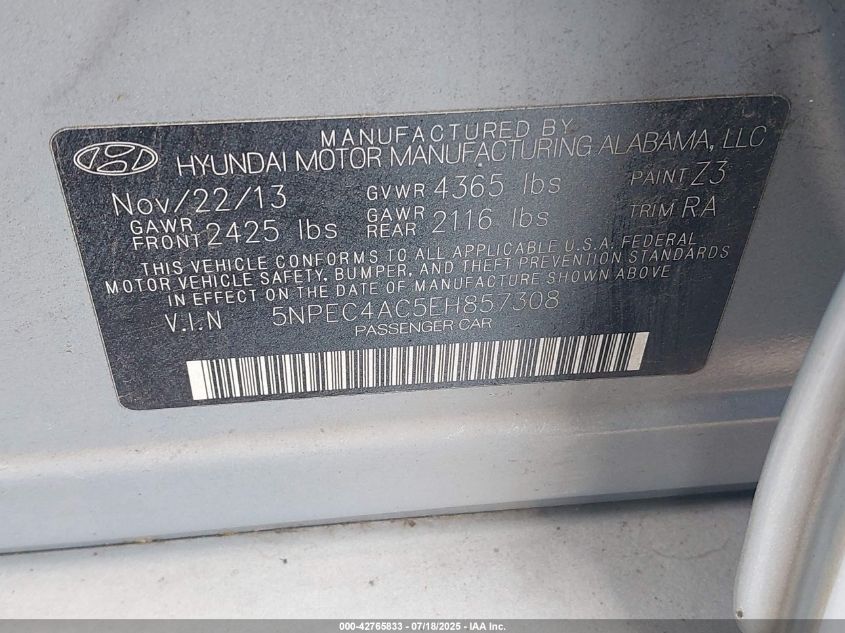 MANUFACTURED BY
HYUNDAI MOTOR MANUFACTURING ALABAMA, LLC
Nov/22/13 GVWR 4365 lbs PAINT Z3
GAWR FRONT 2425 lbs GAWR REAR 2116 lbs TRIM RA
THIS VEHICLE CONFORMS TO ALL APPLICABLE U.S.A. FEDERAL
MOTOR VEHICLE SAFETY, BUMPER, AND THEFT PREVENTION STANDARDS
IN EFFECT ON THE DATE OF MANUFACTURE SHOWN ABOVE
V.I.N 5NPEC4AC5EH857308
PASSENGER CAR
000-42765833 - 07/18/2025 - IAA Inc.